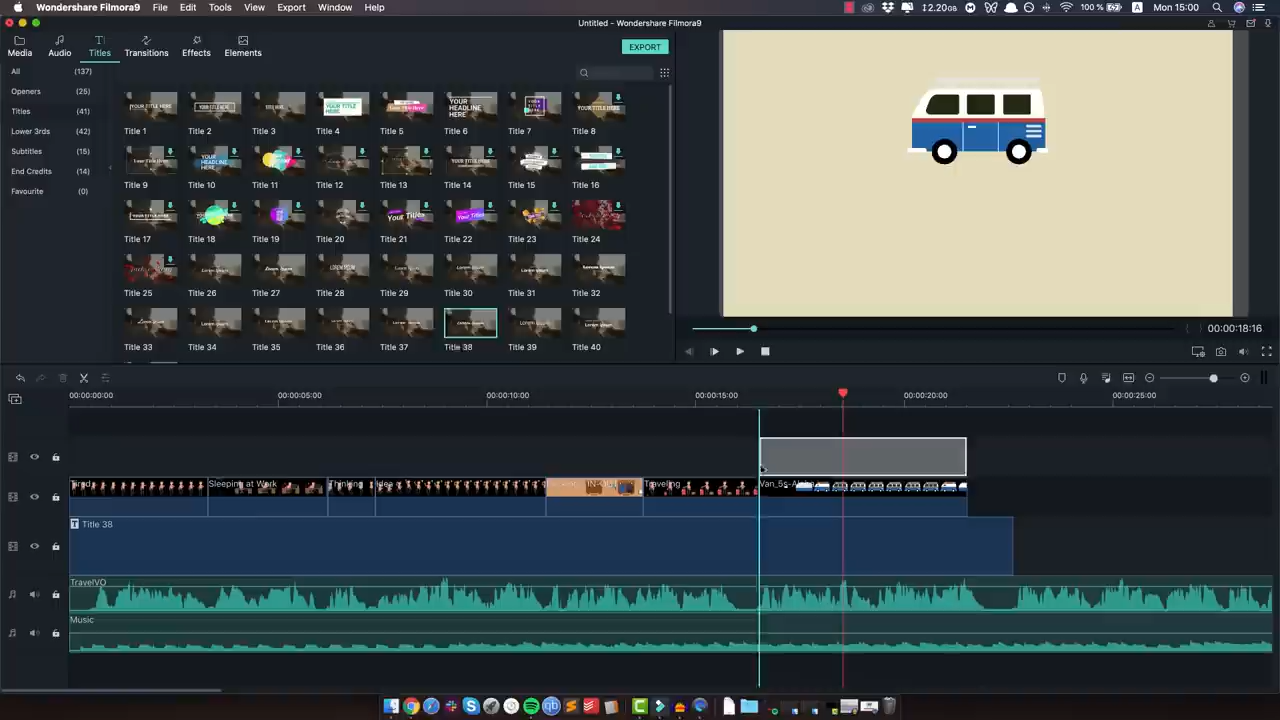 Wondershare Filmora9 File Edit Tools View Export Window Help 12.20GB 100 % A Mon 15:00
Untitled - Wondershare Filmora9
Media Audio Titles Transitions Effects Elements EXPORT
All (137)
Openers (25)
Titles (41)
Lower 3rds (42)
Subtitles (15)
End Credits (14)
Favourite (0)
Title 1 Title 2 Title 3 Title 4 Title 5 Title 6 Title 7 Title 8
Title 9 Title 10 Title 11 Title 12 Title 13 Title 14 Title 15 Title 16
Title 17 Title 18 Title 19 Title 20 Title 21 Title 22 Title 23 Title 24
Title 25 Title 26 Title 27 Title 28 Title 29 Title 30 Title 31 Title 32
Title 33 Title 34 Title 35 Title 36 Title 37 Title 38 Title 39 Title 40
00:00:18:16
00:00:00:00 00:00:05:00 00:00:10:00 00:00:15:00 00:00:20:00 00:00:25:00
Sleeping at Work Thinking Idea Traveling Van_5s-Alpha
T Title 38
TravelVO
Music